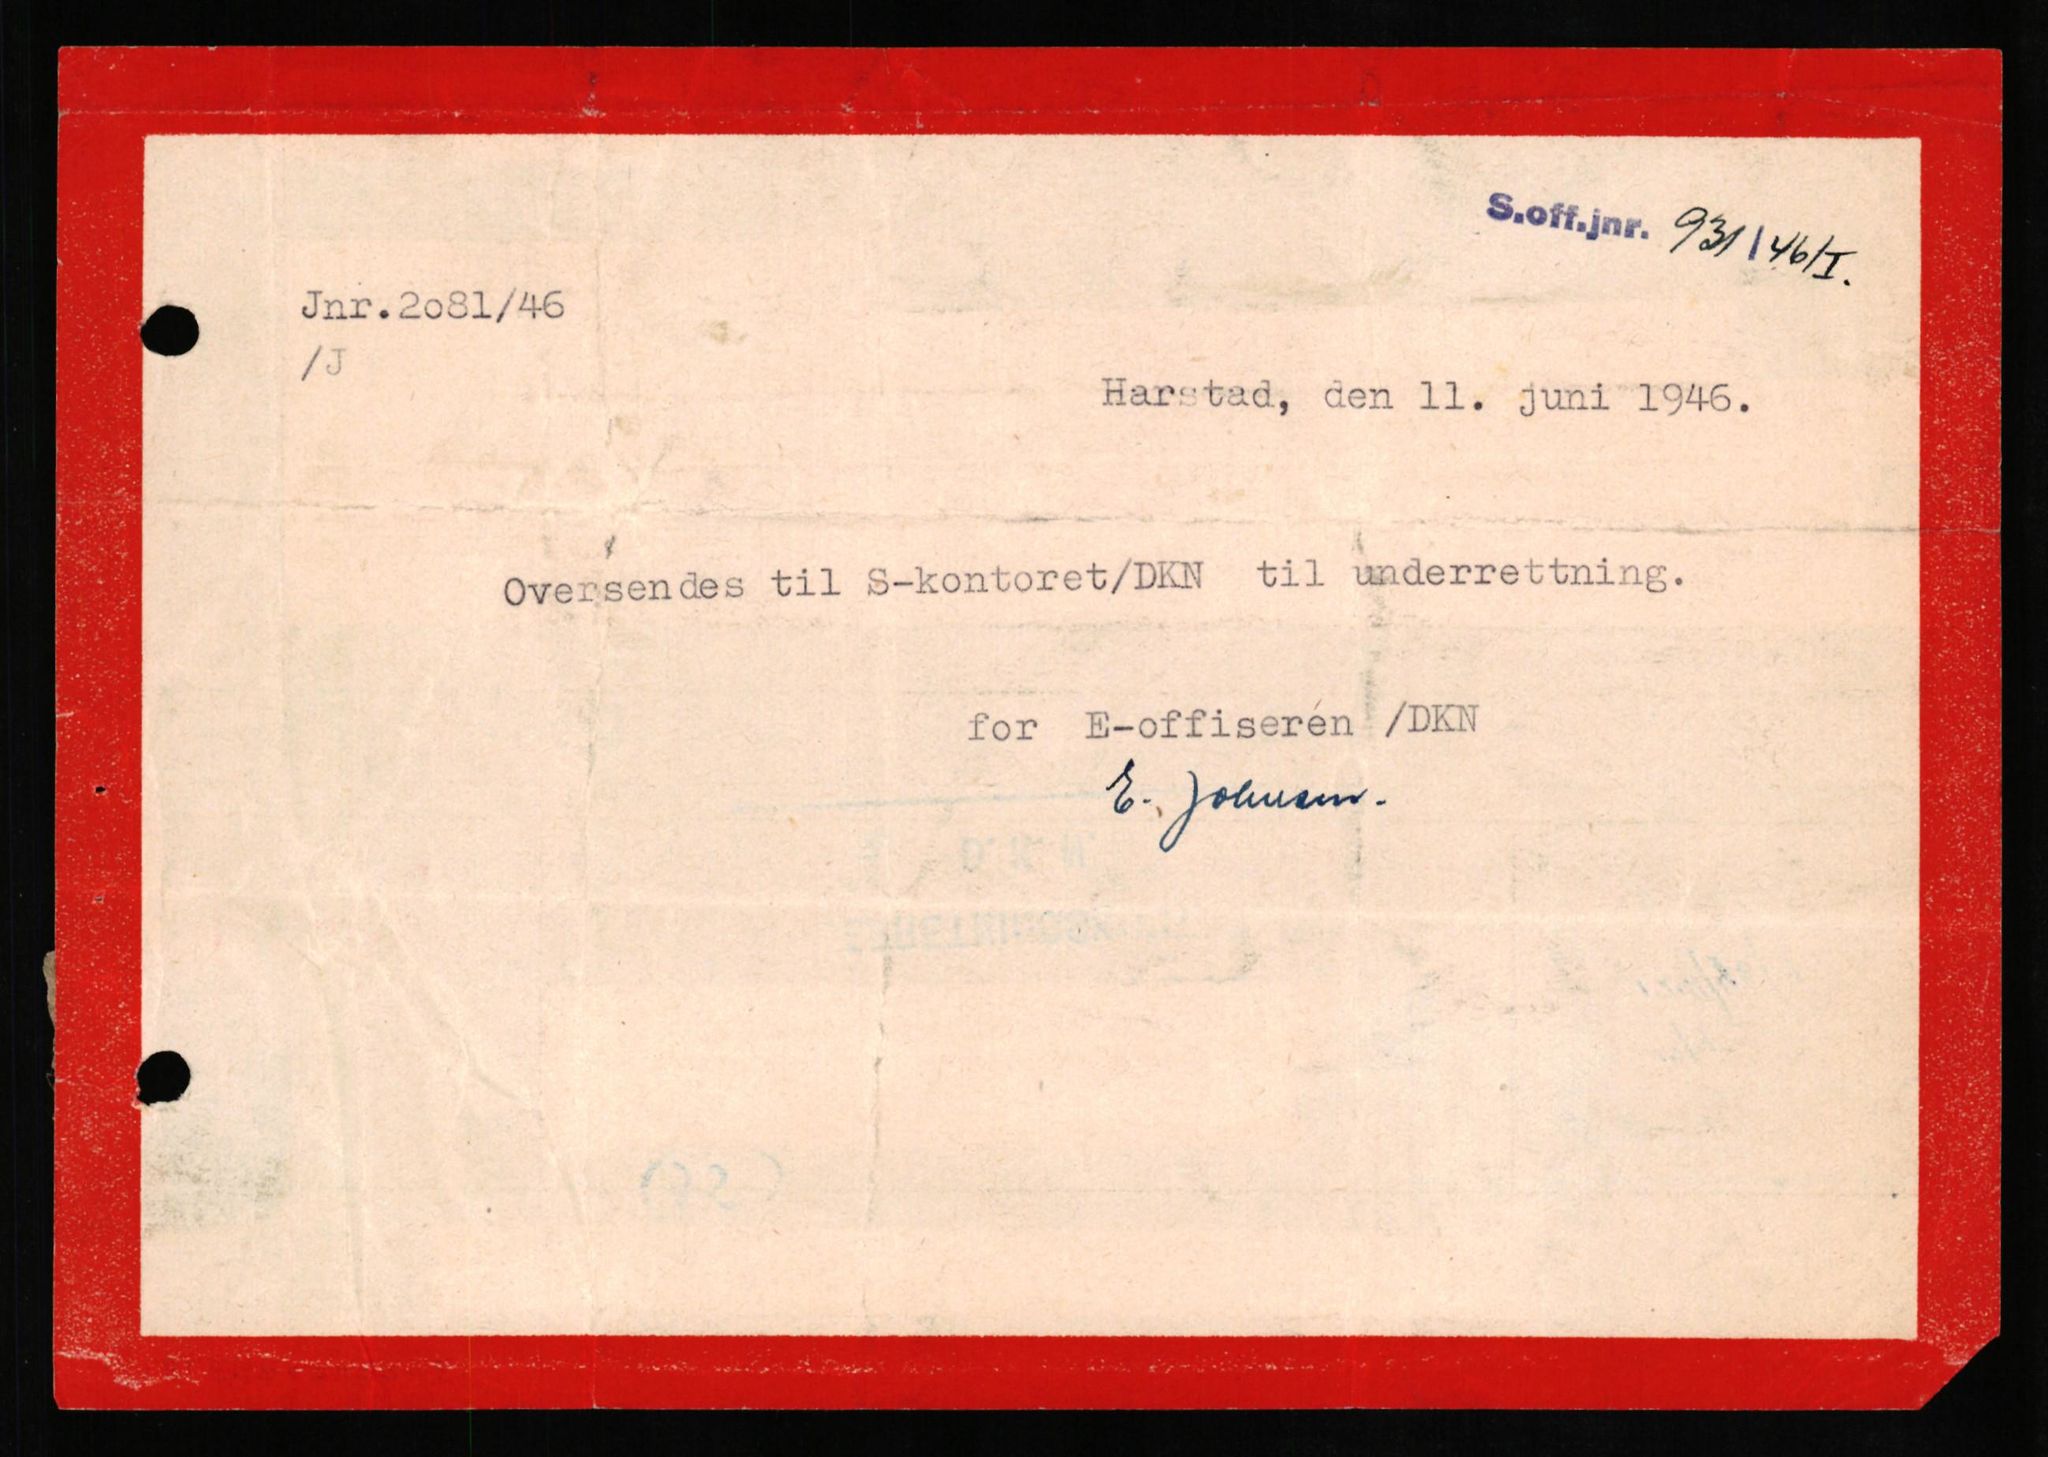 S.off.jnr. 931/46/I.
Jnr.2o81/46
/J
Harstad, den 11. juni 1946.
Oversendes til S-kontoret/DKN til underrettning.
for E-offiserén /DKN
E. Johnsen.
D.K.N.